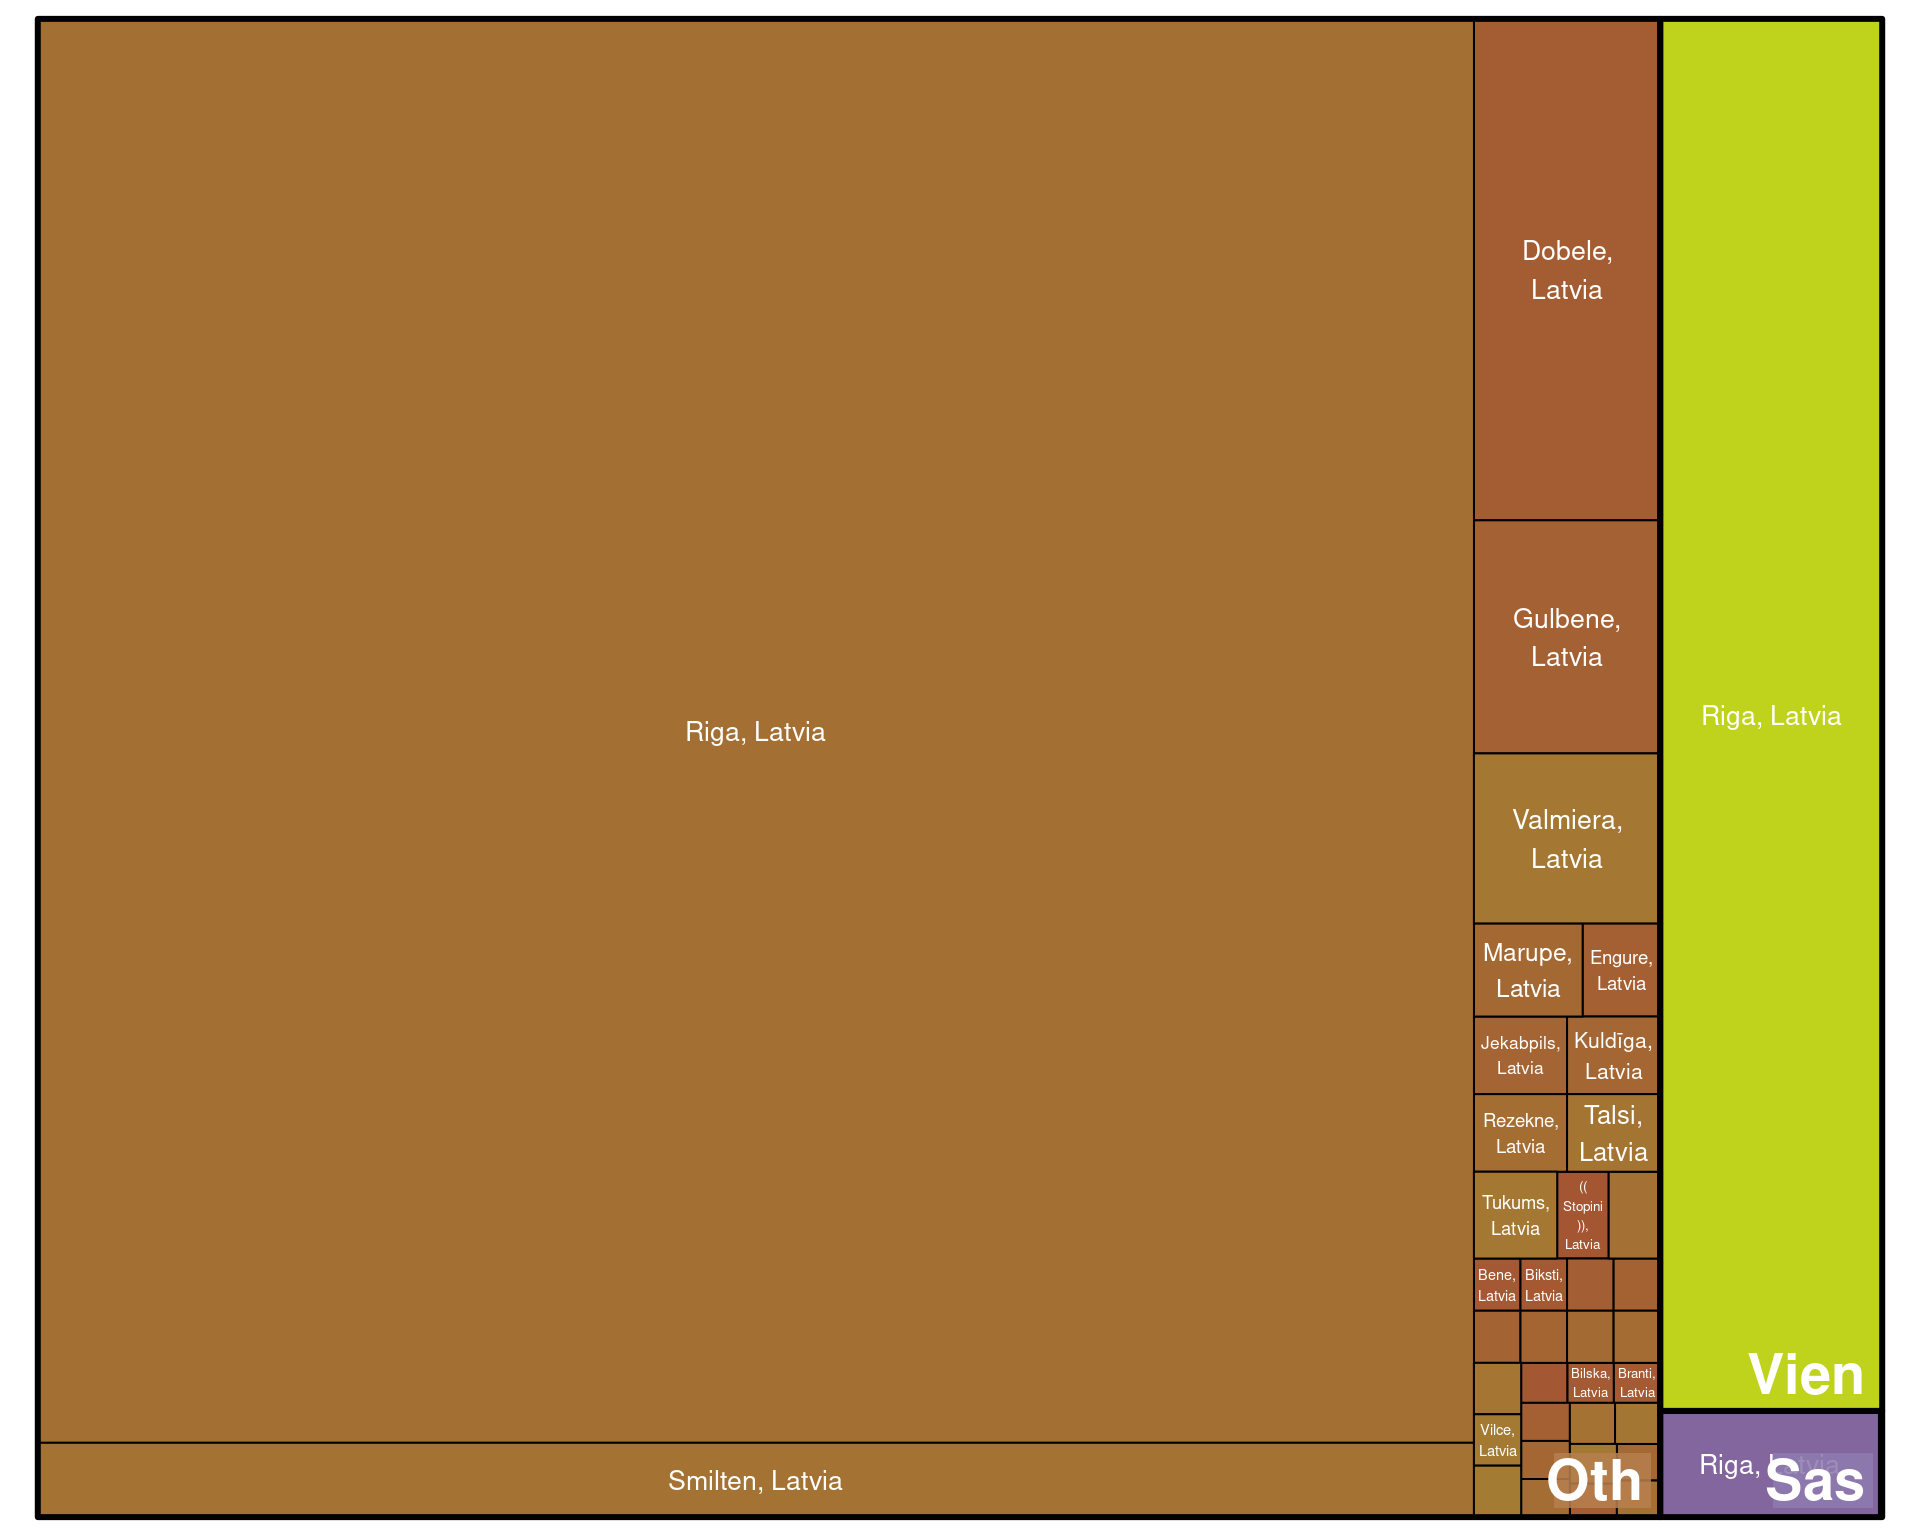 Riga, Latvia
Smilten, Latvia
Dobele,
Latvia
Gulbene,
Latvia
Valmiera,
Latvia
Marupe,
Latvia
Engure,
Latvia
Jekabpils,
Latvia
Kuldīga,
Latvia
Rezekne,
Latvia
Talsi,
Latvia
Tukums,
Latvia
((
Stopini
)),
Latvia
Bene,
Latvia
Biksti,
Latvia
Bilska,
Latvia
Branti,
Latvia
Vilce,
Latvia
Oth
Riga, Latvia
Vien
Riga, Latvia
Sas